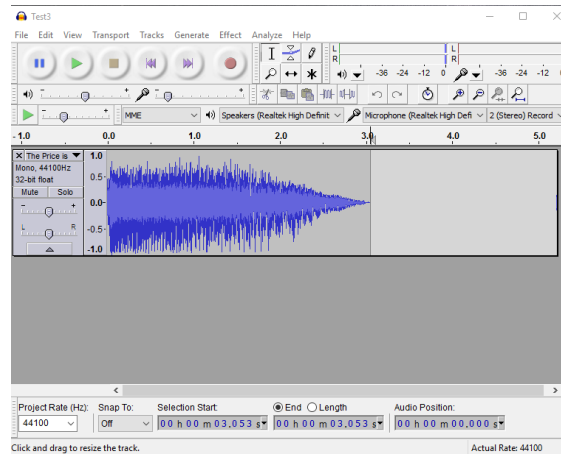 Test3
File Edit View Transport Tracks Generate Effect Analyze Help
L
R
L
R
-36 -24 -12 0
-36 -24 -12
MME
Speakers (Realtek High Definit
Microphone (Realtek High Defi
2 (Stereo) Record
-1.0 0.0 1.0 2.0 3.0 4.0 5.0
The Price is
Mono, 44100Hz
32-bit float
Mute Solo
- +
L R
1.0
0.5
0.0
-0.5
-1.0
Project Rate (Hz): Snap To: Selection Start: End Length Audio Position:
44100 Off 00 h 00 m 03,053 s 00 h 00 m 03,053 s 00 h 00 m 00,000 s
Click and drag to resize the track. Actual Rate: 44100